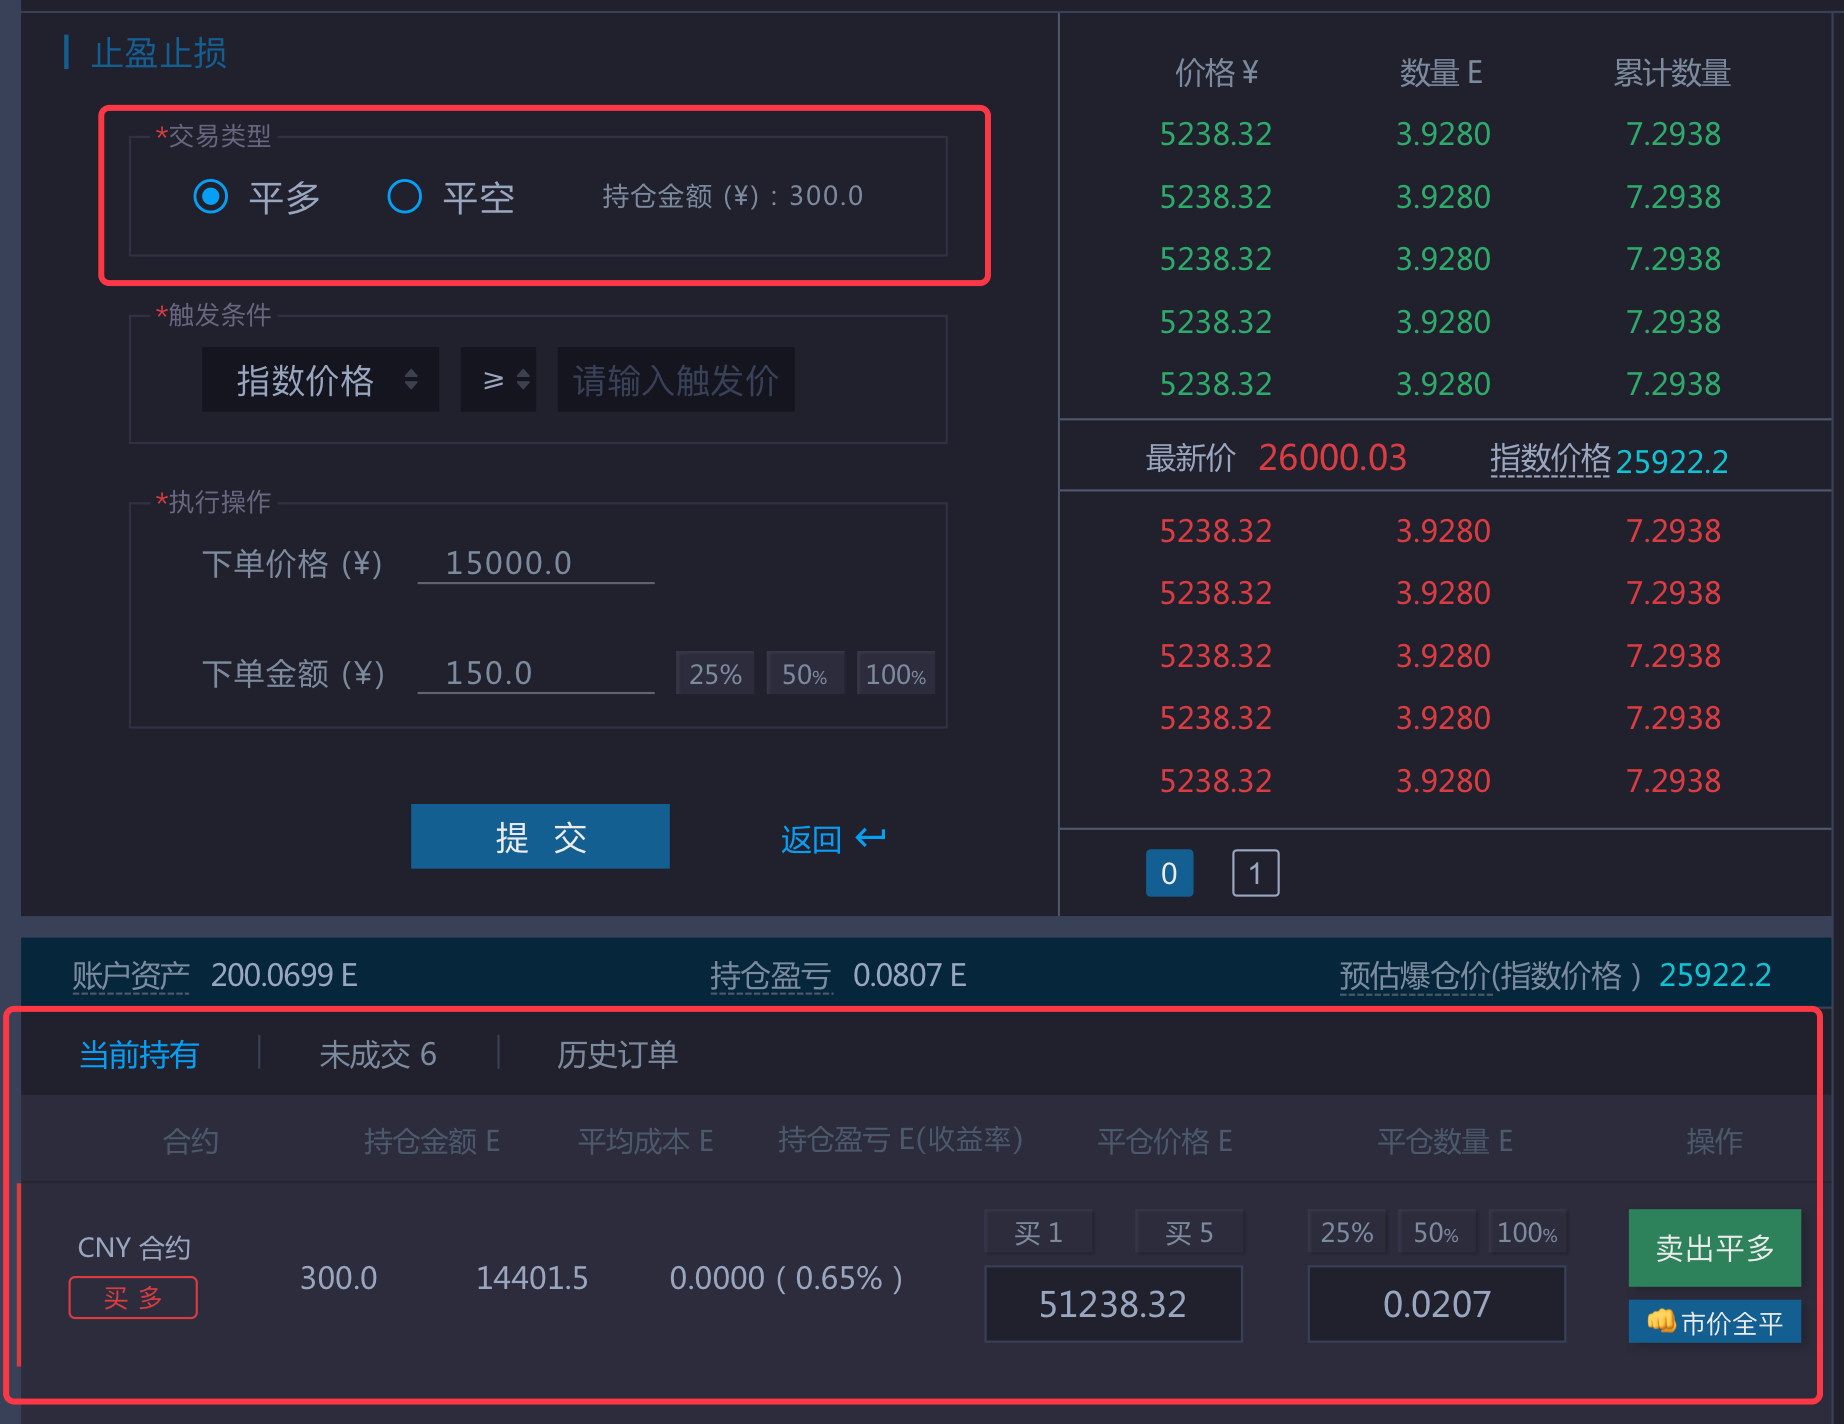 止盈止损
*交易类型
平多 平空 持仓金额 (¥) : 300.0
*触发条件
指数价格 ≥ 请输入触发价
*执行操作
下单价格 (¥) 15000.0
下单金额 (¥) 150.0 25% 50% 100%
提 交 返回
价格 ¥ 数量 E 累计数量
5238.32 3.9280 7.2938
5238.32 3.9280 7.2938
5238.32 3.9280 7.2938
5238.32 3.9280 7.2938
5238.32 3.9280 7.2938
最新价 26000.03 指数价格 25922.2
5238.32 3.9280 7.2938
5238.32 3.9280 7.2938
5238.32 3.9280 7.2938
5238.32 3.9280 7.2938
5238.32 3.9280 7.2938
0 1
账户资产 200.0699 E 持仓盈亏 0.0807 E 预估爆仓价(指数价格 ) 25922.2
当前持有 未成交 6 历史订单
合约 持仓金额 E 平均成本 E 持仓盈亏 E(收益率) 平仓价格 E 平仓数量 E 操作
买 1 买 5 25% 50% 100%
CNY 合约 卖出平多
买 多 300.0 14401.5 0.0000 ( 0.65% ) 51238.32 0.0207
市价全平